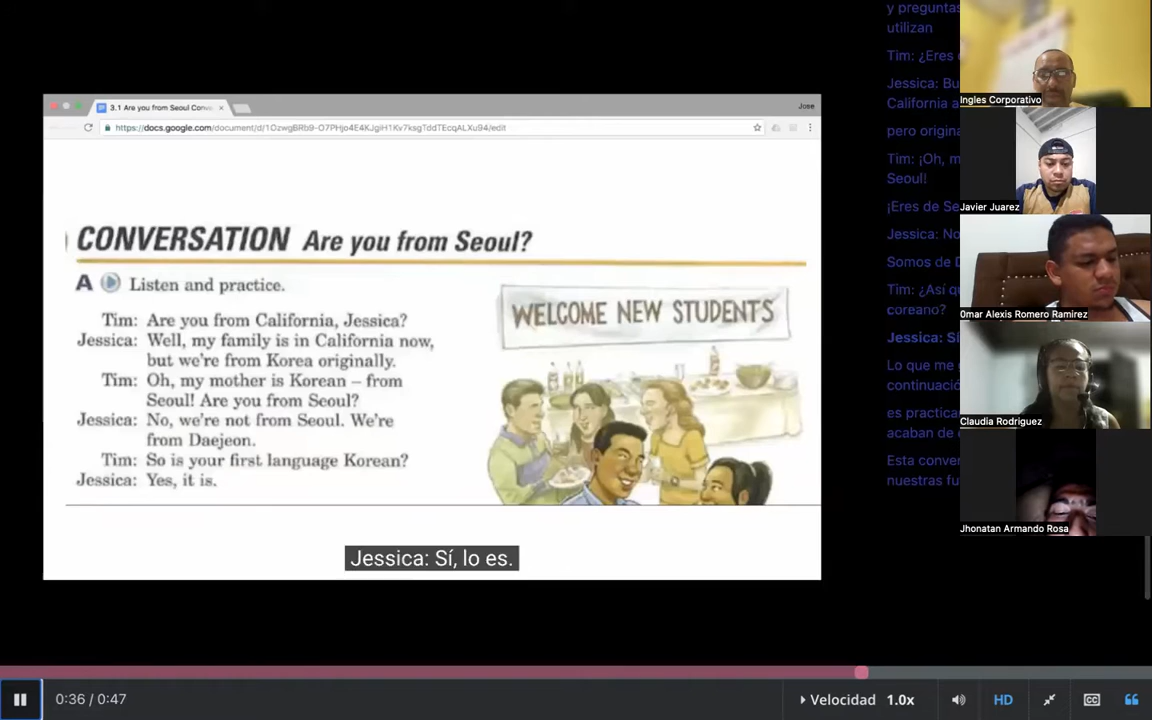 3.1 Are you from Seoul Conv
Jose
https://docs.google.com/document/d/1OzwgBRb9-O7PHjo4E4KJgiH1Kv7ksgTddTEcqALXu94/edit
CONVERSATION Are you from Seoul?
A Listen and practice.
Tim: Are you from California, Jessica?
Jessica: Well, my family is in California now,
but we're from Korea originally.
Tim: Oh, my mother is Korean – from
Seoul! Are you from Seoul?
Jessica: No, we're not from Seoul. We're
from Daejeon.
Tim: So is your first language Korean?
Jessica: Yes, it is.
WELCOME NEW STUDENTS
Jessica: Sí, lo es.
y preguntas
utilizan
Tim: ¿Eres
Jessica: Bu
California a
pero origina
Tim: ¡Oh, m
Seoul!
¡Eres de Se
Jessica: No
Somos de D
Tim: ¿Así qu
coreano?
Jessica: Sí
Lo que me
continuació
es practica
acaban de
Esta conver
nuestras fu
Ingles Corporativo
Javier Juarez
Omar Alexis Romero Ramirez
Claudia Rodriguez
Jhonatan Armando Rosa
0:36 / 0:47
Velocidad 1.0x
HD
CC